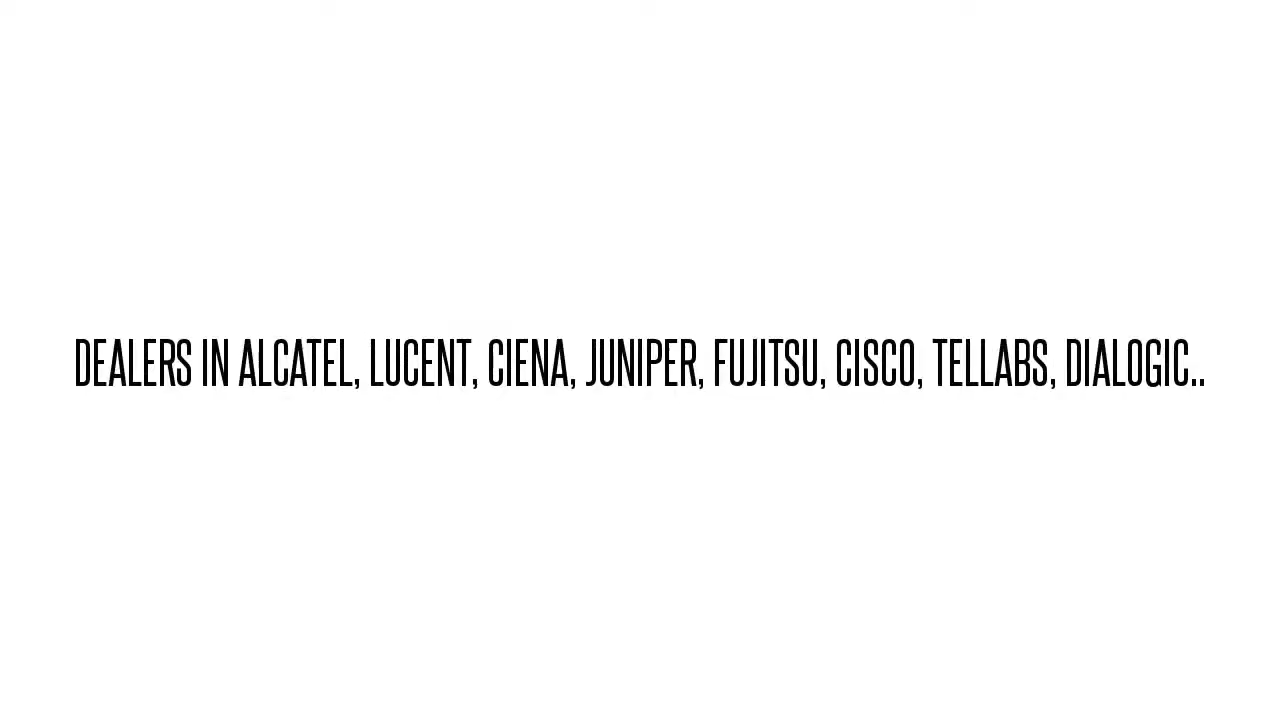 DEALERS IN ALCATEL, LUCENT, CIENA, JUNIPER, FUJITSU, CISCO, TELLABS, DIALOGIC..